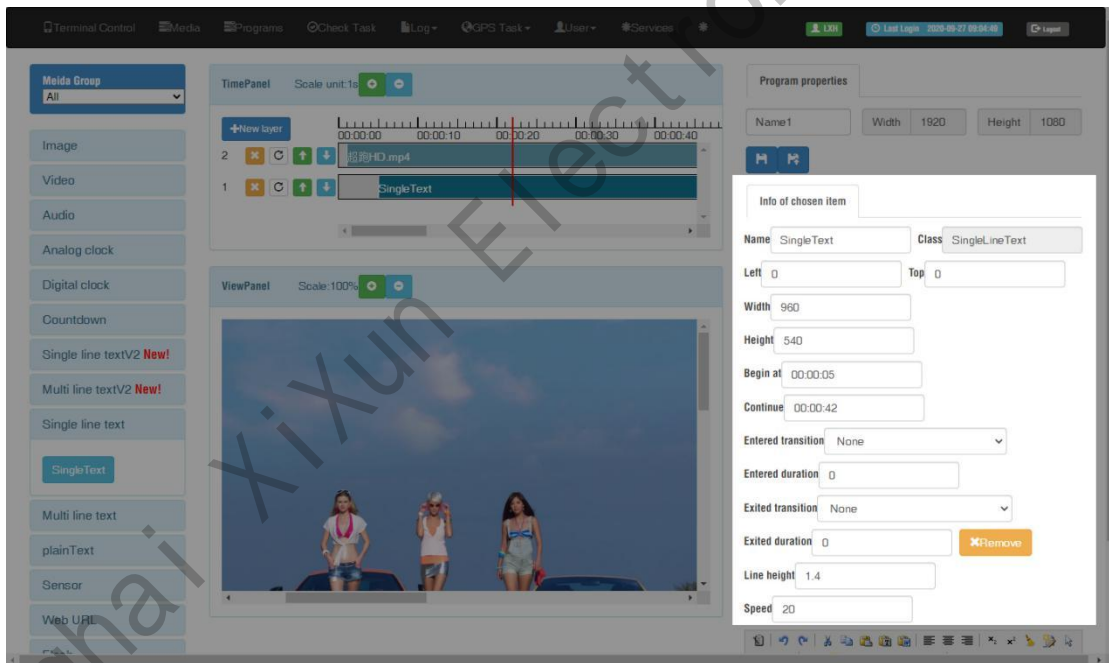 Terminal Control Media Programs Check Task Log GPS Task User Services LXH Last Login 2020-09-27 09:04:49 Logout
Meida Group
All
Image
Video
Audio
Analog clock
Digital clock
Countdown
Single line textV2 New!
Multi line textV2 New!
Single line text
SingleText
Multi line text
plainText
Sensor
Web URL
TimePanel Scale unit:1s
New layer
00:00:00 00:00:10 00:00:20 00:00:30 00:00:40
2 超跑HD.mp4
1 SingleText
ViewPanel Scale:100%
Program properties
Name1 Width 1920 Height 1080
Info of chosen item
Name SingleText Class SingleLineText
Left 0 Top 0
Width 960
Height 540
Begin at 00:00:05
Continue 00:00:42
Entered transition None
Entered duration 0
Exited transition None
Exited duration 0 Remove
Line height 1.4
Speed 20
hai XiXun Electro